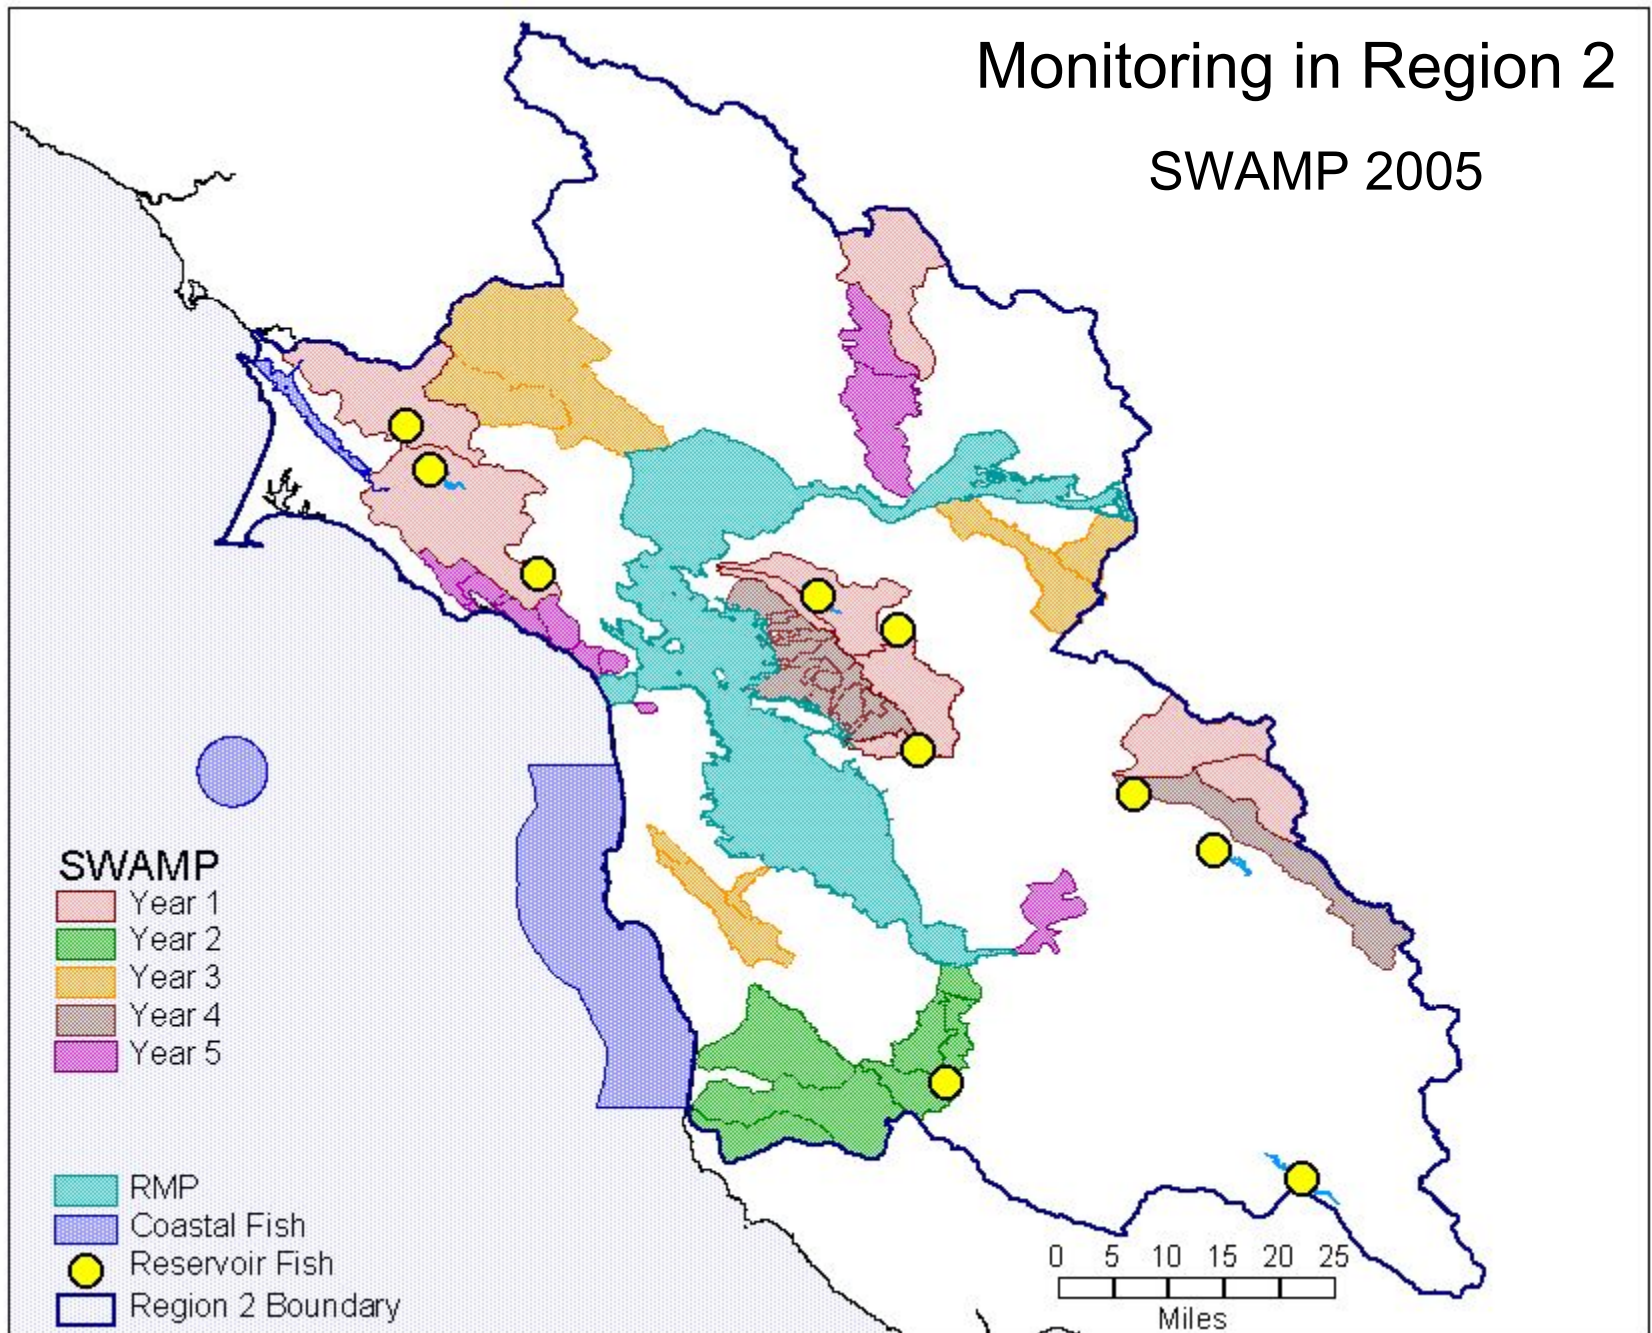 Monitoring in Region 2
SWAMP 2005
SWAMP
Year 1
Year 2
Year 3
Year 4
Year 5
RMP
Coastal Fish
Reservoir Fish
Region 2 Boundary
0 5 10 15 20 25
Miles